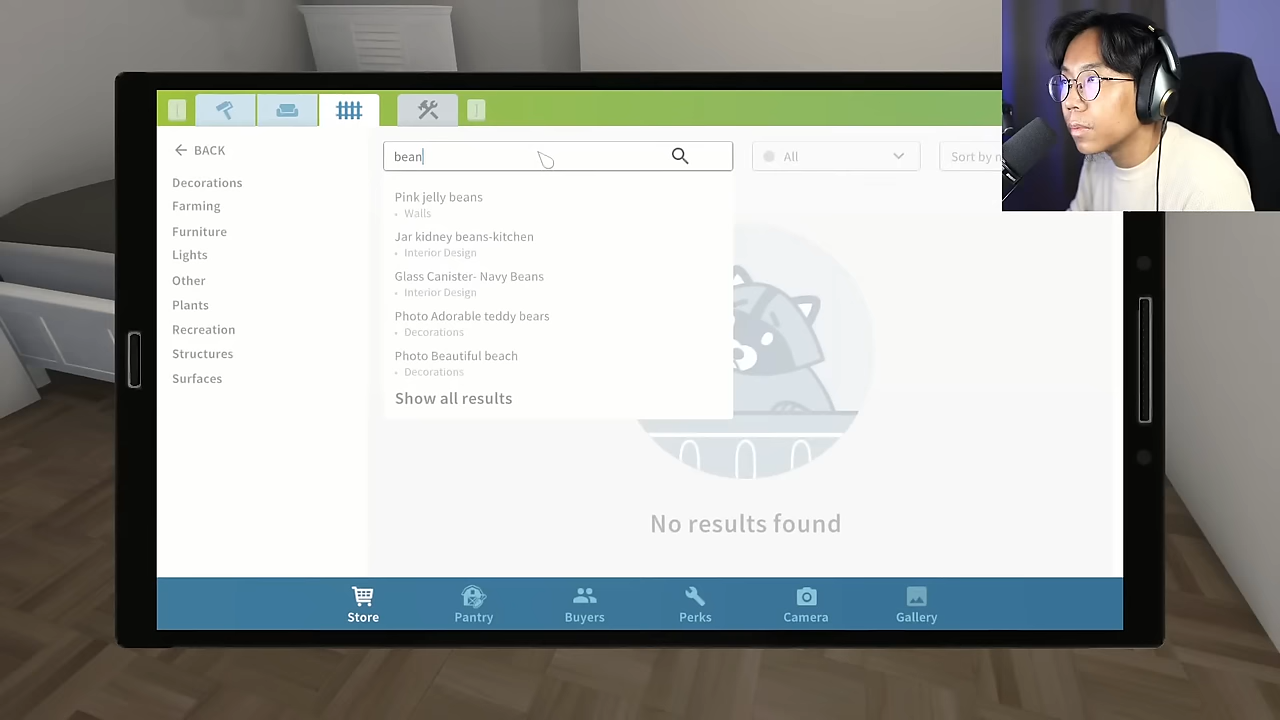 BACK
bean
All
Sort by n
Decorations
Farming
Furniture
Lights
Other
Plants
Recreation
Structures
Surfaces
Pink jelly beans
• Walls
Jar kidney beans-kitchen
• Interior Design
Glass Canister- Navy Beans
• Interior Design
Photo Adorable teddy bears
• Decorations
Photo Beautiful beach
• Decorations
Show all results
No results found
Store
Pantry
Buyers
Perks
Camera
Gallery